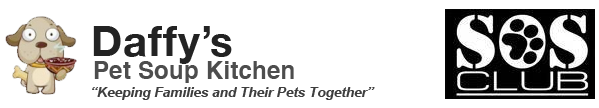 Daffy's
Pet Soup Kitchen
“Keeping Families and Their Pets Together”
SOS
CLUB